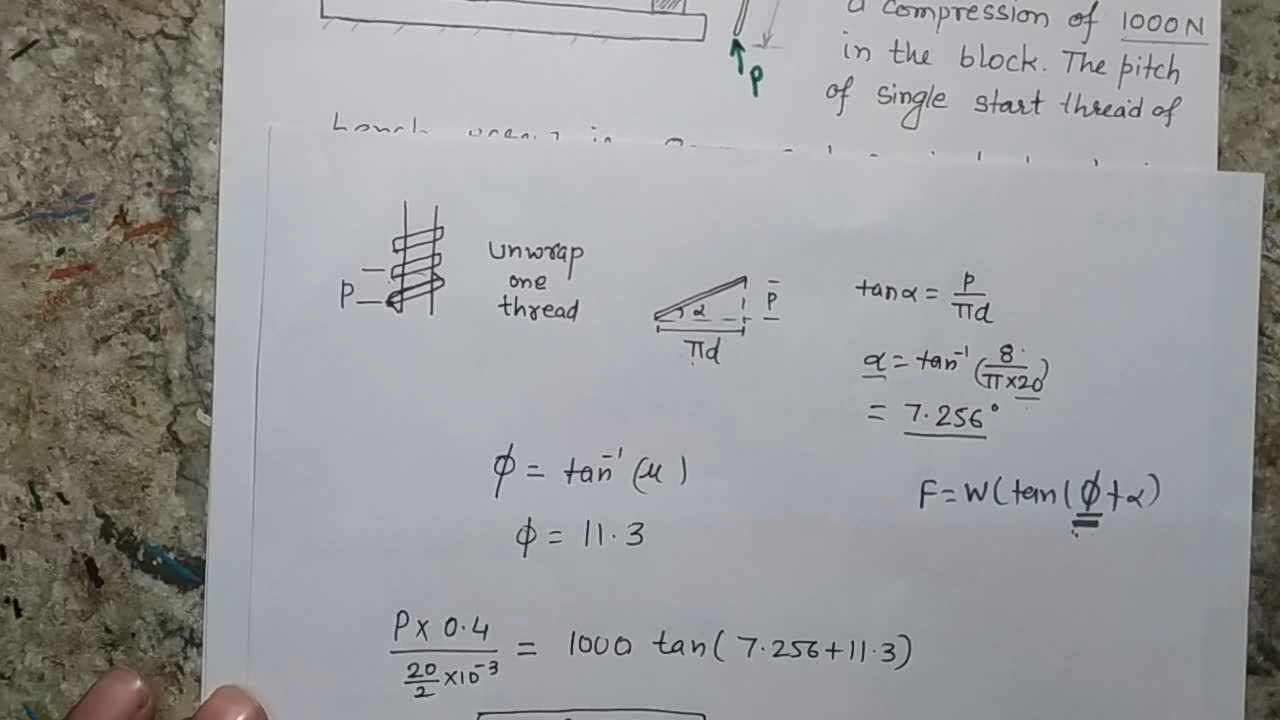 a compression of 1000N
in the block. The pitch
of single start thread of
P
P
unwrap
one
thread
α
P
πd
tanα = P/πd
α = tan⁻¹(8/π×20)
= 7.256°
ϕ = tan⁻¹(μ)
ϕ = 11.3
F = W(tan(ϕ+α)
P× 0.4 / 20/2 ×10⁻³ = 1000 tan(7.256+11.3)